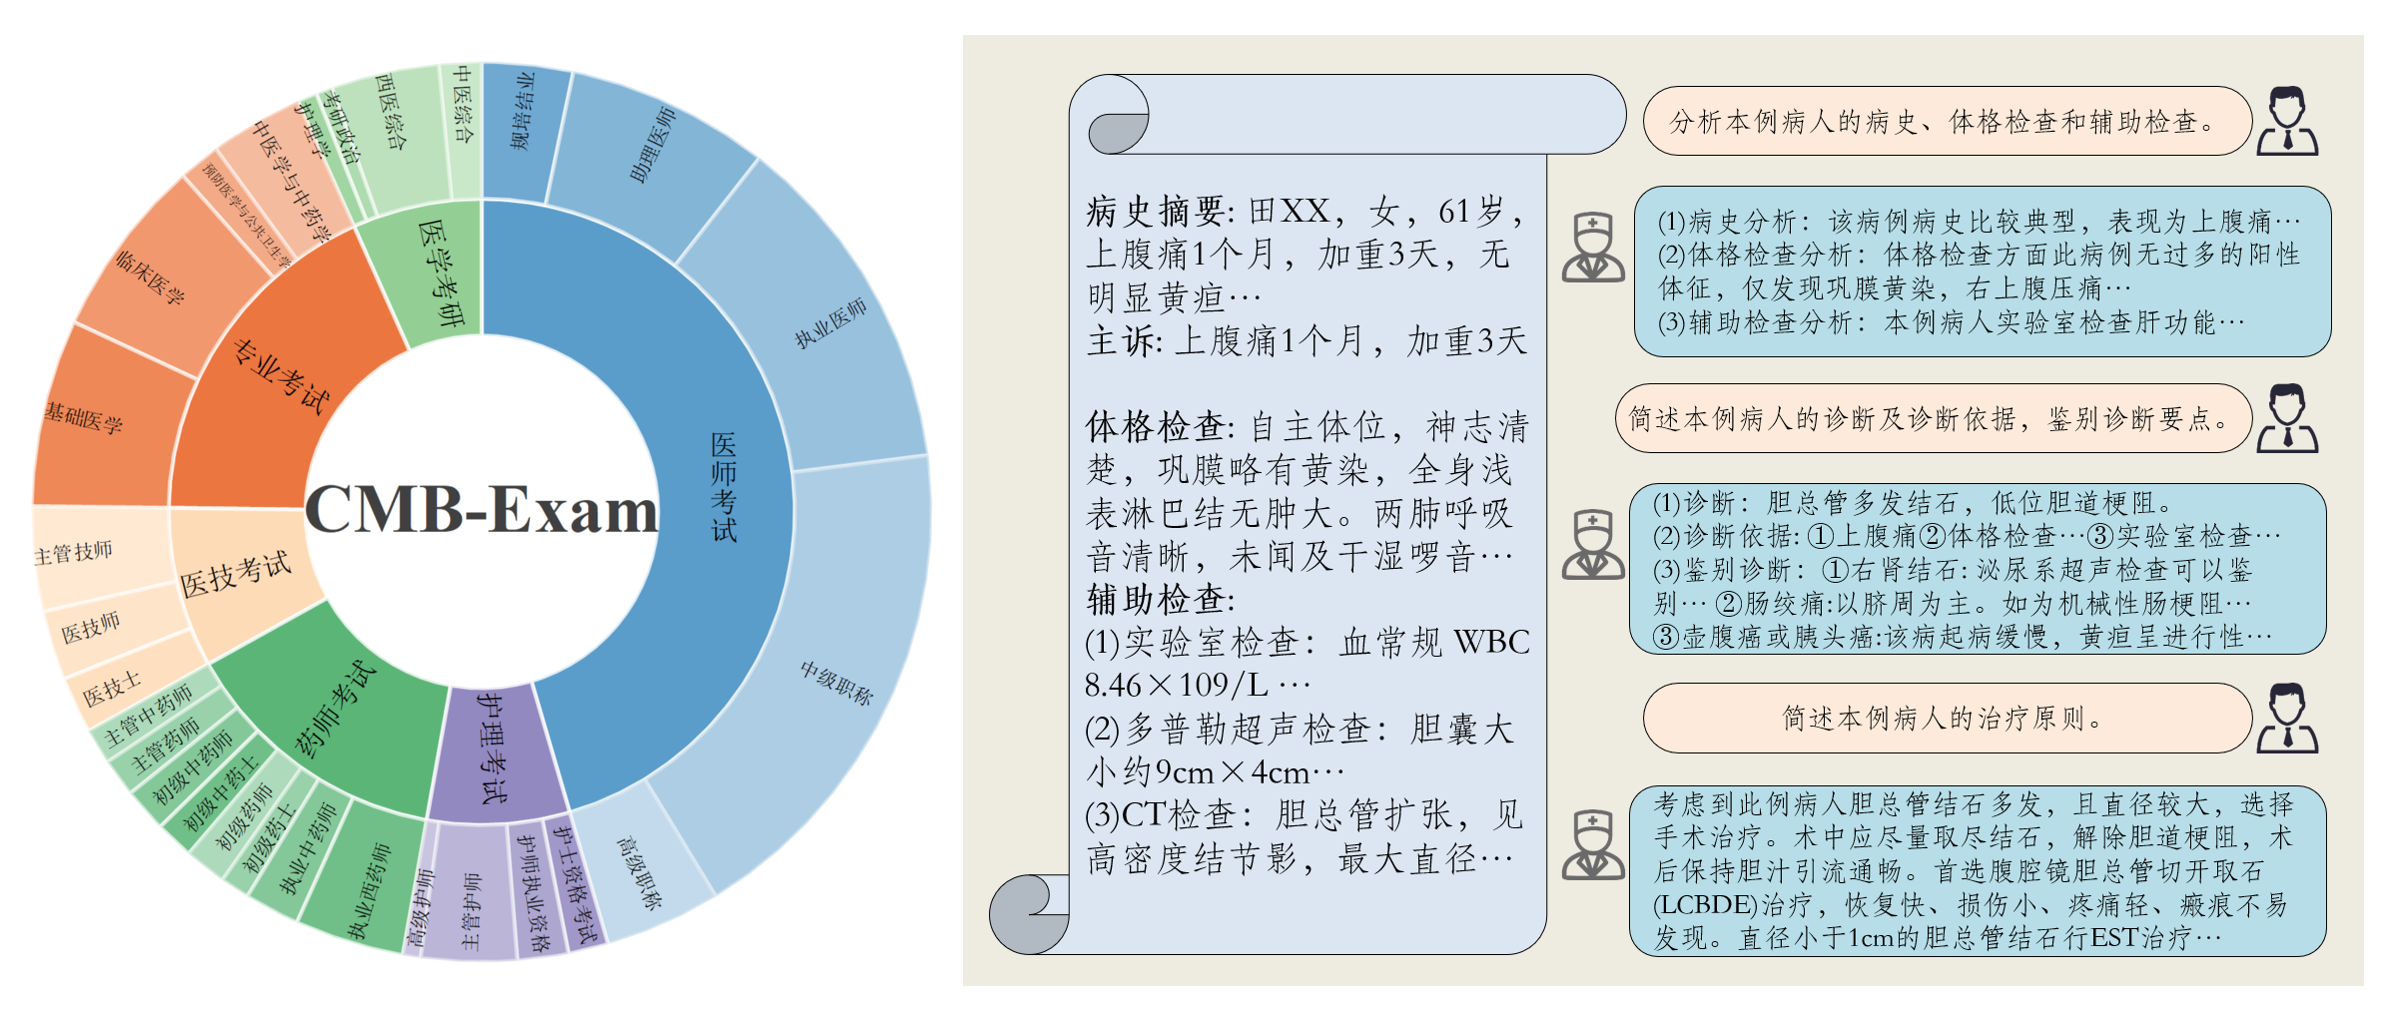 CMB-Exam
医师考试
规培结业
助理医师
执业医师
中级职称
高级职称
护理考试
护士资格考试
护师执业资格
主管护师
高级护师
药师考试
执业西药师
执业中药师
初级药士
初级药师
初级中药士
初级中药师
主管药师
主管中药师
医技考试
医技士
医技师
主管技师
专业考试
基础医学
临床医学
预防医学与公共卫生学
中医学与中药学
医学考研
护理学
考研政治
西医综合
中医综合
病史摘要: 田XX，女，61岁，
上腹痛1个月，加重3天，无
明显黄疸…
主诉: 上腹痛1个月，加重3天
体格检查: 自主体位，神志清
楚，巩膜略有黄染，全身浅
表淋巴结无肿大。两肺呼吸
音清晰，未闻及干湿啰音…
辅助检查:
(1)实验室检查：血常规 WBC
8.46×109/L …
(2)多普勒超声检查：胆囊大
小约9cm×4cm…
(3)CT检查：胆总管扩张，见
高密度结节影，最大直径…
分析本例病人的病史、体格检查和辅助检查。
(1)病史分析：该病例病史比较典型，表现为上腹痛…
(2)体格检查分析：体格检查方面此病例无过多的阳性
体征，仅发现巩膜黄染，右上腹压痛…
(3)辅助检查分析：本例病人实验室检查肝功能…
简述本例病人的诊断及诊断依据，鉴别诊断要点。
(1)诊断：胆总管多发结石，低位胆道梗阻。
(2)诊断依据: ①上腹痛②体格检查…③实验室检查…
(3)鉴别诊断：①右肾结石: 泌尿系超声检查可以鉴
别… ②肠绞痛:以脐周为主。如为机械性肠梗阻…
③壶腹癌或胰头癌:该病起病缓慢，黄疸呈进行性…
简述本例病人的治疗原则。
考虑到此例病人胆总管结石多发，且直径较大，选择
手术治疗。术中应尽量取尽结石，解除胆道梗阻，术
后保持胆汁引流通畅。首选腹腔镜胆总管切开取石
(LCBDE)治疗，恢复快、损伤小、疼痛轻、瘢痕不易
发现。直径小于1cm的胆总管结石行EST治疗…